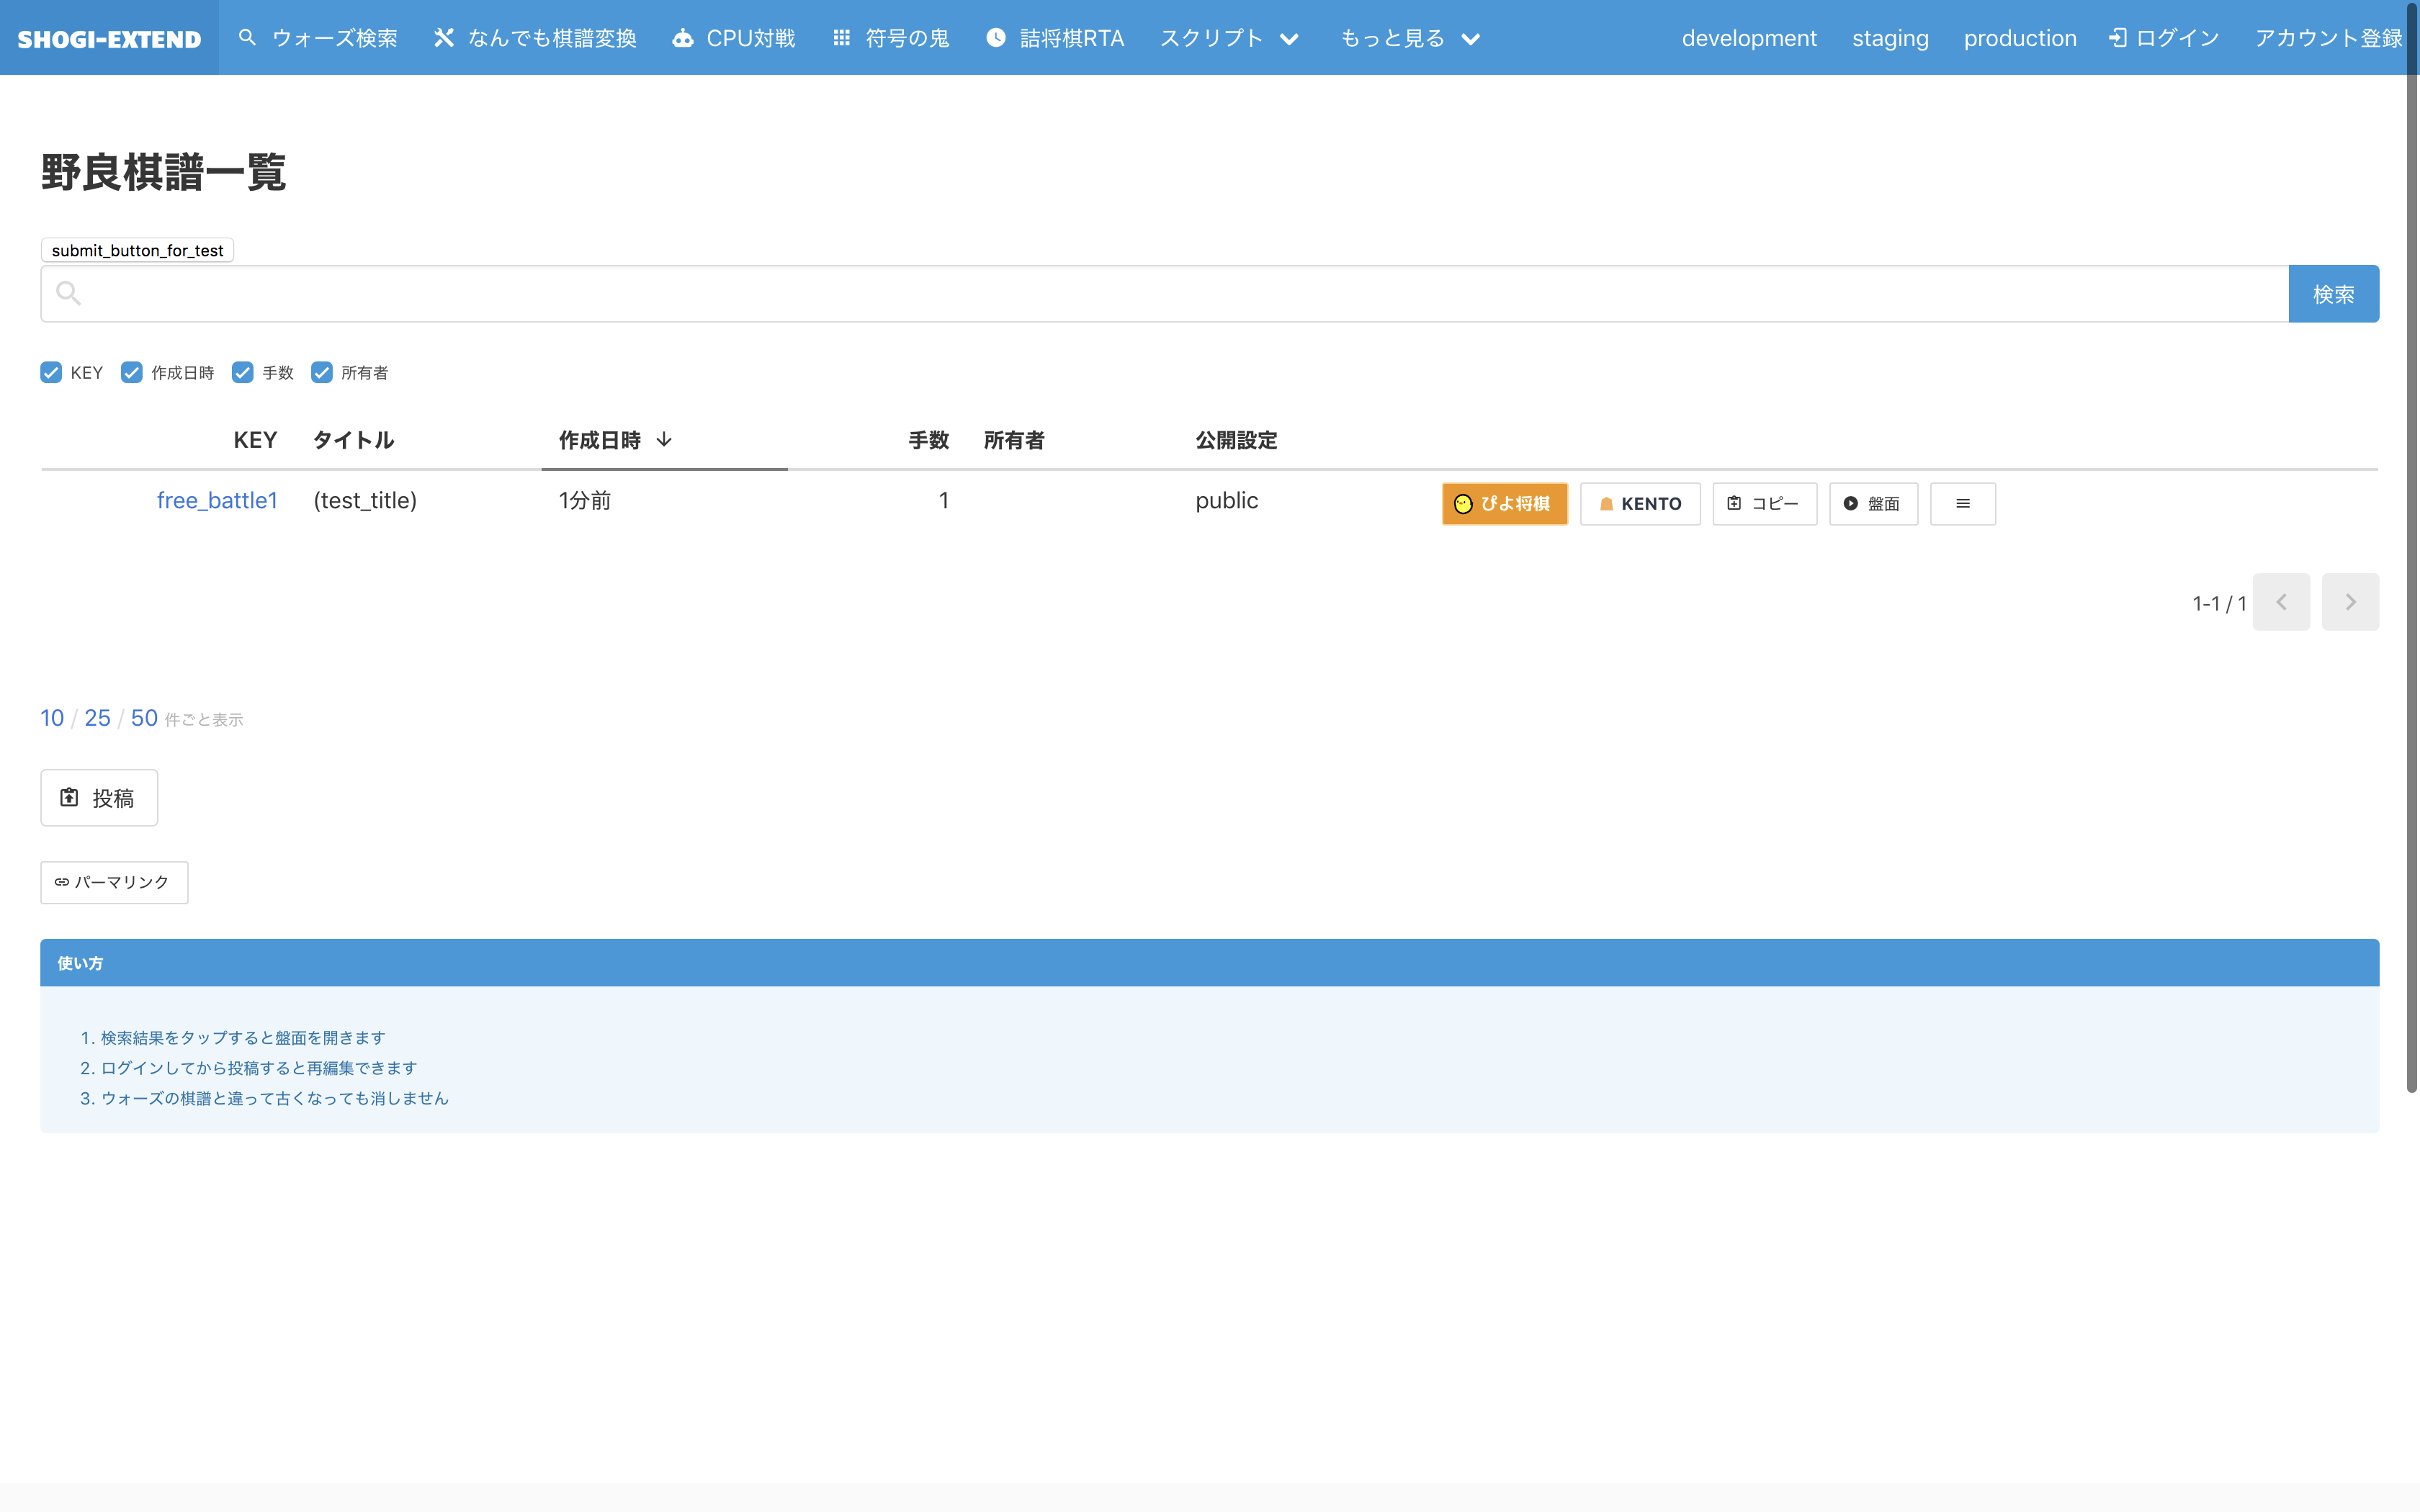 SHOGI-EXTEND ウォーズ検索 なんでも棋譜変換 CPU対戦 符号の鬼 詰将棋RTA スクリプト もっと見る development staging production ログイン アカウント登録
野良棋譜一覧
submit_button_for_test
検索
KEY 作成日時 手数 所有者
KEY タイトル 作成日時 手数 所有者 公開設定
free_battle1 (test_title) 1分前 1 public ぴよ将棋 KENTO コピー 盤面
1-1 / 1
10 / 25 / 50 件ごと表示
投稿
パーマリンク
使い方
1. 検索結果をタップすると盤面を開きます
2. ログインしてから投稿すると再編集できます
3. ウォーズの棋譜と違って古くなっても消しません